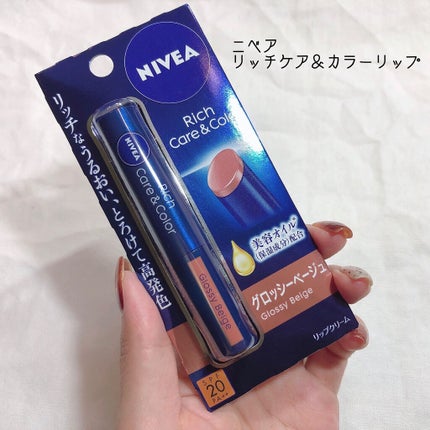 ニベア
リッチケア&カラーリップ
NIVEA
Rich
Care & Color
リッチなうるおい、とろけて高発色
NIVEA
Rich
Care & Color
Glossy Beige
美容オイル
(保湿成分)配合
グロッシーベージュ
Glossy Beige
リップクリーム
SPF
20
PA++